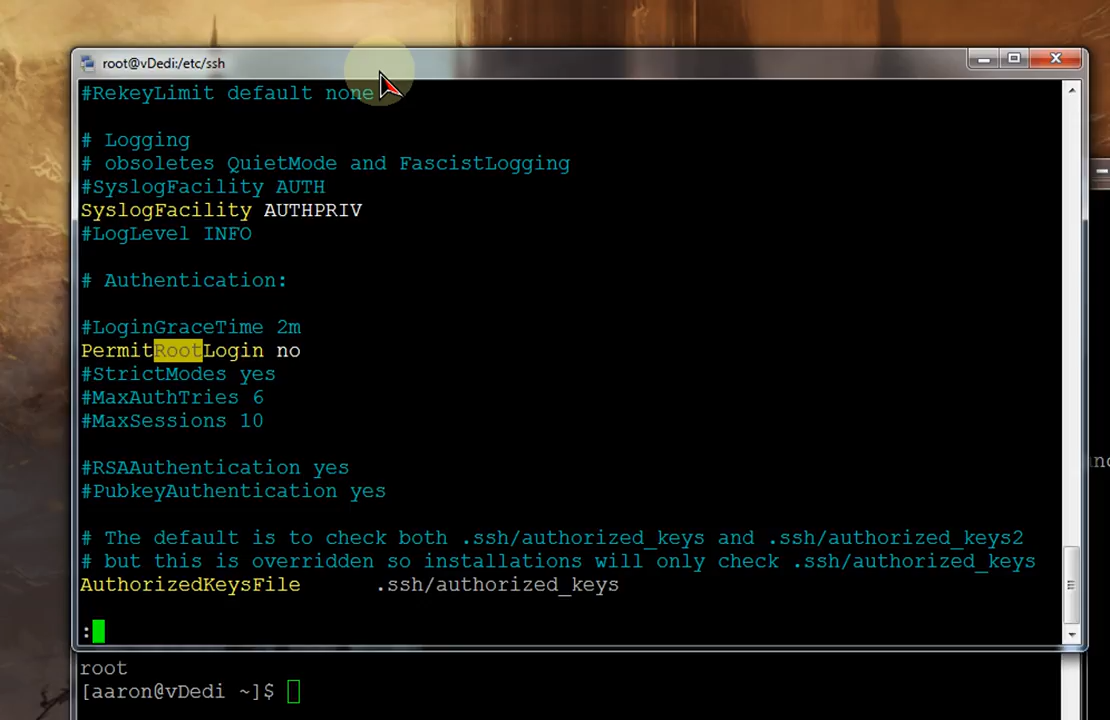 root@vDedi:/etc/ssh
#RekeyLimit default none
# Logging
# obsoletes QuietMode and FascistLogging
#SyslogFacility AUTH
SyslogFacility AUTHPRIV
#LogLevel INFO
# Authentication:
#LoginGraceTime 2m
PermitRootLogin no
#StrictModes yes
#MaxAuthTries 6
#MaxSessions 10
#RSAAuthentication yes
#PubkeyAuthentication yes
# The default is to check both .ssh/authorized_keys and .ssh/authorized_keys2
# but this is overridden so installations will only check .ssh/authorized_keys
AuthorizedKeysFile .ssh/authorized_keys
:
root
[aaron@vDedi ~]$